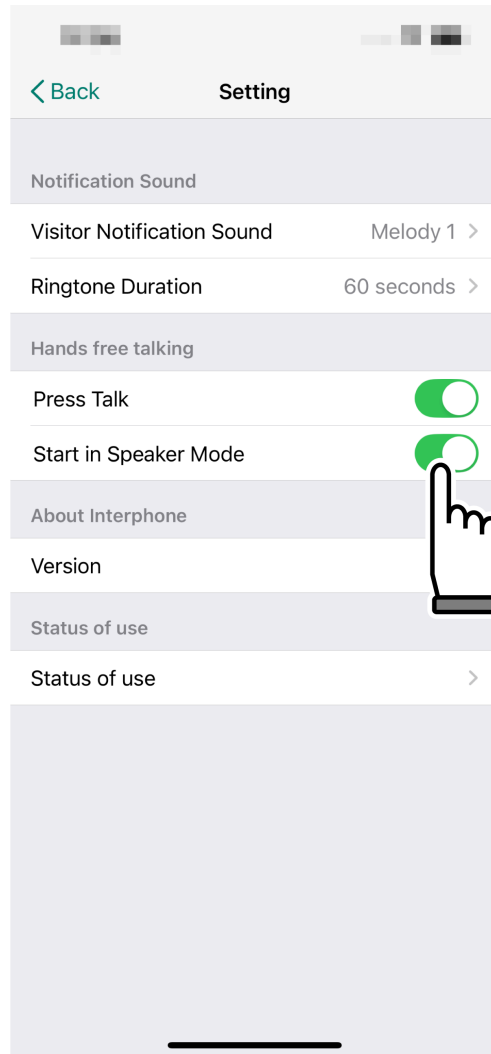 Back
Setting
Notification Sound
Visitor Notification Sound Melody 1
Ringtone Duration 60 seconds
Hands free talking
Press Talk
Start in Speaker Mode
About Interphone
Version
Status of use
Status of use